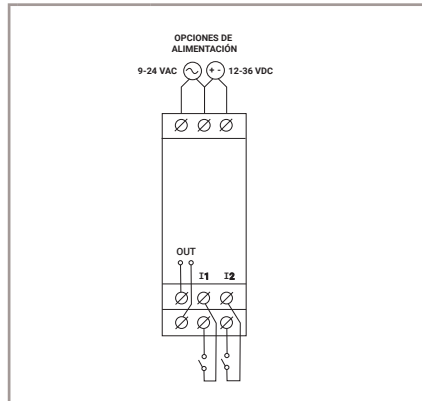 OPCIONES DE
ALIMENTACIÓN
9-24 VAC + - 12-36 VDC
OUT
I1 I2